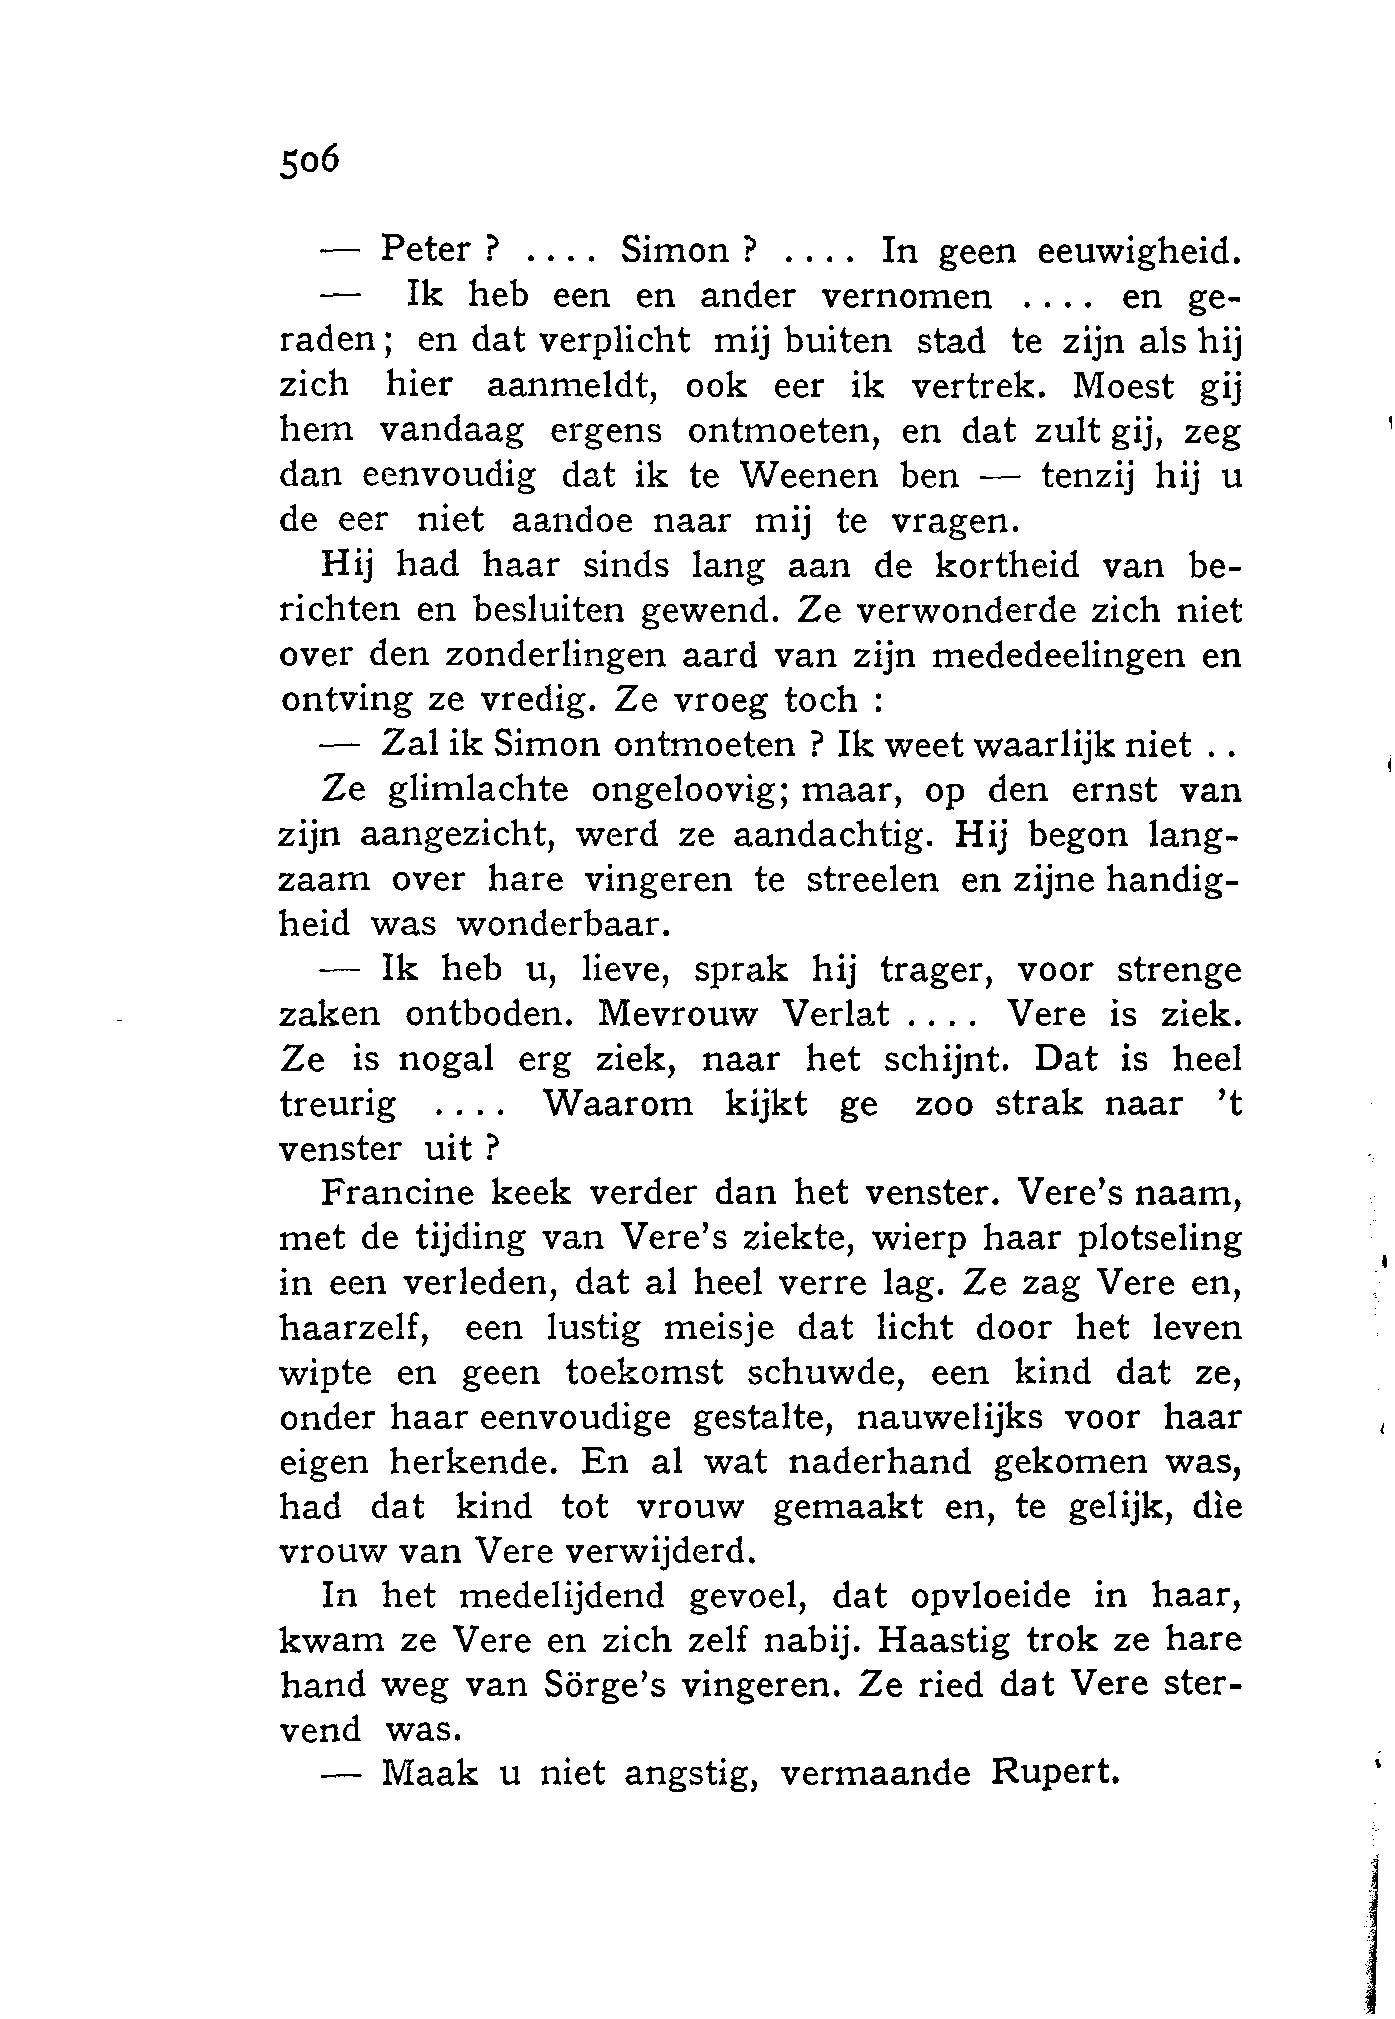 506
— Peter ? .... Simon ? .... In geen eeuwigheid.
— Ik heb een en ander vernomen .... en ge-
raden; en dat verplicht mij buiten stad te zijn als hij
zich hier aanmeldt, ook eer ik vertrek. Moest gij
hem vandaag ergens ontmoeten, en dat zult gij, zeg
dan eenvoudig dat ik te Weenen ben — tenzij hij u
de eer niet aandoe naar mij te vragen.
Hij had haar sinds lang aan de kortheid van be-
richten en besluiten gewend. Ze verwonderde zich niet
over den zonderlingen aard van zijn mededeelingen en
ontving ze vredig. Ze vroeg toch :
— Zal ik Simon ontmoeten ? Ik weet waarlijk niet ..
Ze glimlachte ongeloovig; maar, op den ernst van
zijn aangezicht, werd ze aandachtig. Hij begon lang-
zaam over hare vingeren te streelen en zijne handig-
heid was wonderbaar.
— Ik heb u, lieve, sprak hij trager, voor strenge
zaken ontboden. Mevrouw Verlat .... Vere is ziek.
Ze is nogal erg ziek, naar het schijnt. Dat is heel
treurig .... Waarom kijkt ge zoo strak naar 't
venster uit ?
Francine keek verder dan het venster. Vere's naam,
met de tijding van Vere's ziekte, wierp haar plotseling
in een verleden, dat al heel verre lag. Ze zag Vere en,
haarzelf, een lustig meisje dat licht door het leven
wipte en geen toekomst schuwde, een kind dat ze,
onder haar eenvoudige gestalte, nauwelijks voor haar
eigen herkende. En al wat naderhand gekomen was,
had dat kind tot vrouw gemaakt en, te gelijk, die
vrouw van Vere verwijderd.
In het medelijdend gevoel, dat opvloeide in haar,
kwam ze Vere en zich zelf nabij. Haastig trok ze hare
hand weg van Sörge's vingeren. Ze ried dat Vere ster-
vend was.
— Maak u niet angstig, vermaande Rupert.